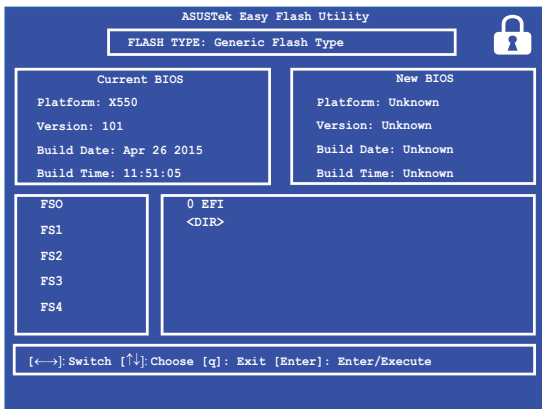 ASUSTek Easy Flash Utility
FLASH TYPE: Generic Flash Type
Current BIOS
Platform: X550
Version: 101
Build Date: Apr 26 2015
Build Time: 11:51:05
New BIOS
Platform: Unknown
Version: Unknown
Build Date: Unknown
Build Time: Unknown
FSO
FS1
FS2
FS3
FS4
0 EFI
<DIR>
[←→]: Switch [↑↓]: Choose [q]: Exit [Enter]: Enter/Execute